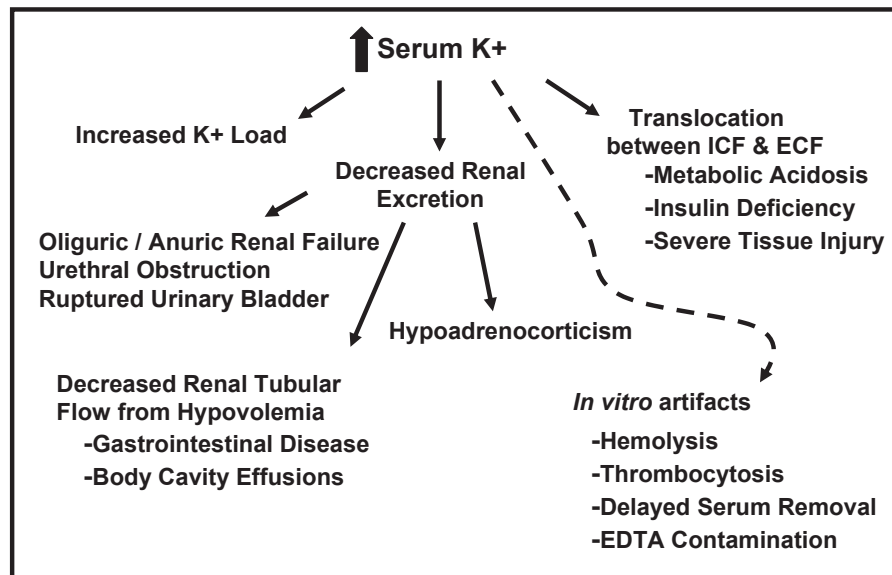 Serum K+
Increased K+ Load
Decreased Renal
Excretion
Translocation
between ICF & ECF
-Metabolic Acidosis
-Insulin Deficiency
-Severe Tissue Injury
Oliguric / Anuric Renal Failure
Urethral Obstruction
Ruptured Urinary Bladder
Hypoadrenocorticism
Decreased Renal Tubular
Flow from Hypovolemia
-Gastrointestinal Disease
-Body Cavity Effusions
In vitro artifacts
-Hemolysis
-Thrombocytosis
-Delayed Serum Removal
-EDTA Contamination